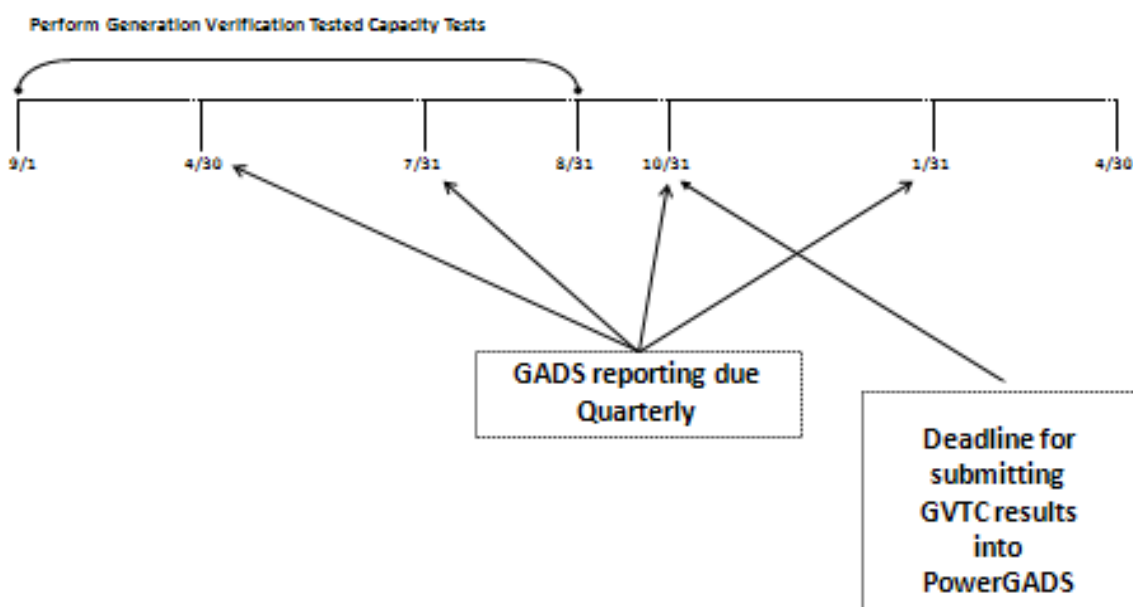 Perform Generation Verification Tested Capacity Tests
9/1
4/30
7/31
8/31
10/31
1/31
4/30
GADS reporting due
Quarterly
Deadline for
submitting
GVTC results
into
PowerGADS